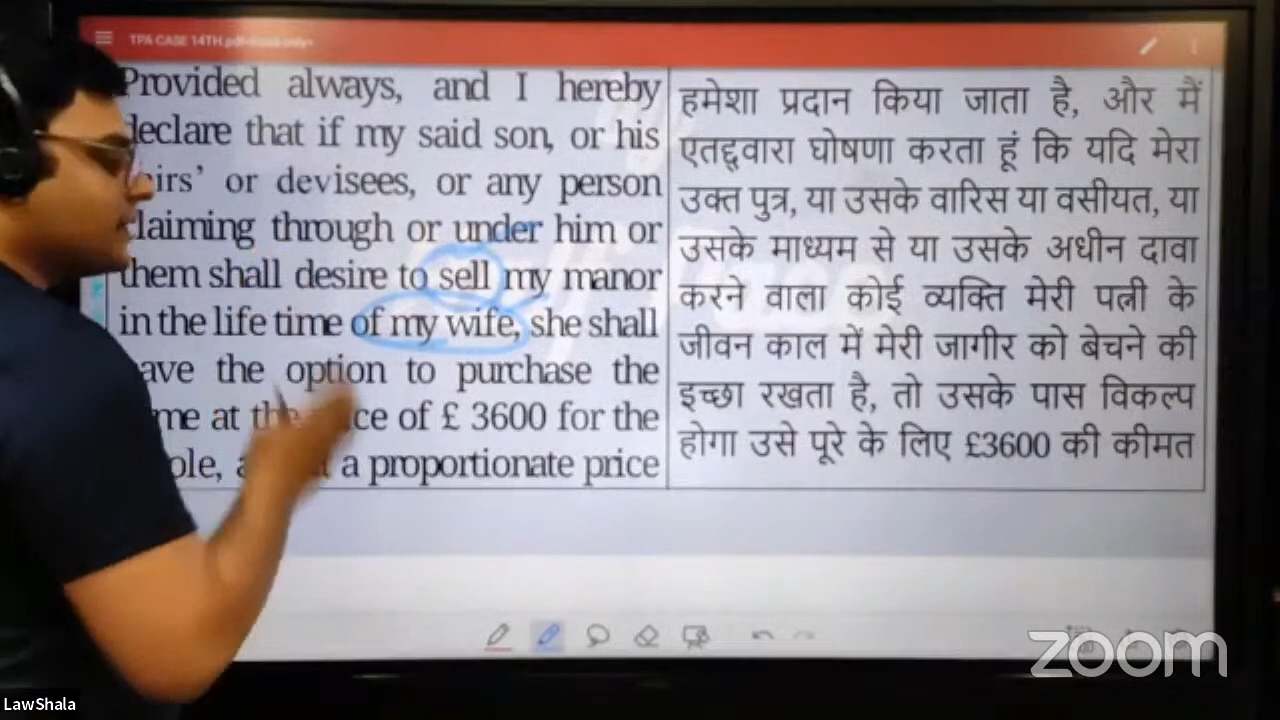 TPA CASE 14TH.pdf
Provided always, and I hereby
declare that if my said son, or his
heirs' or devisees, or any person
claiming through or under him or
them shall desire to sell my manor
in the life time of my wife, she shall
have the option to purchase the
same at the price of £ 3600 for the
whole, a proportionate price
हमेशा प्रदान किया जाता है, और मैं
एतद्द्वारा घोषणा करता हूं कि यदि मेरा
उक्त पुत्र, या उसके वारिस या वसीयत, या
उसके माध्यम से या उसके अधीन दावा
करने वाला कोई व्यक्ति मेरी पत्नी के
जीवन काल में मेरी जागीर को बेचने की
इच्छा रखता है, तो उसके पास विकल्प
होगा उसे पूरे के लिए £3600 की कीमत
zoom
LawShala